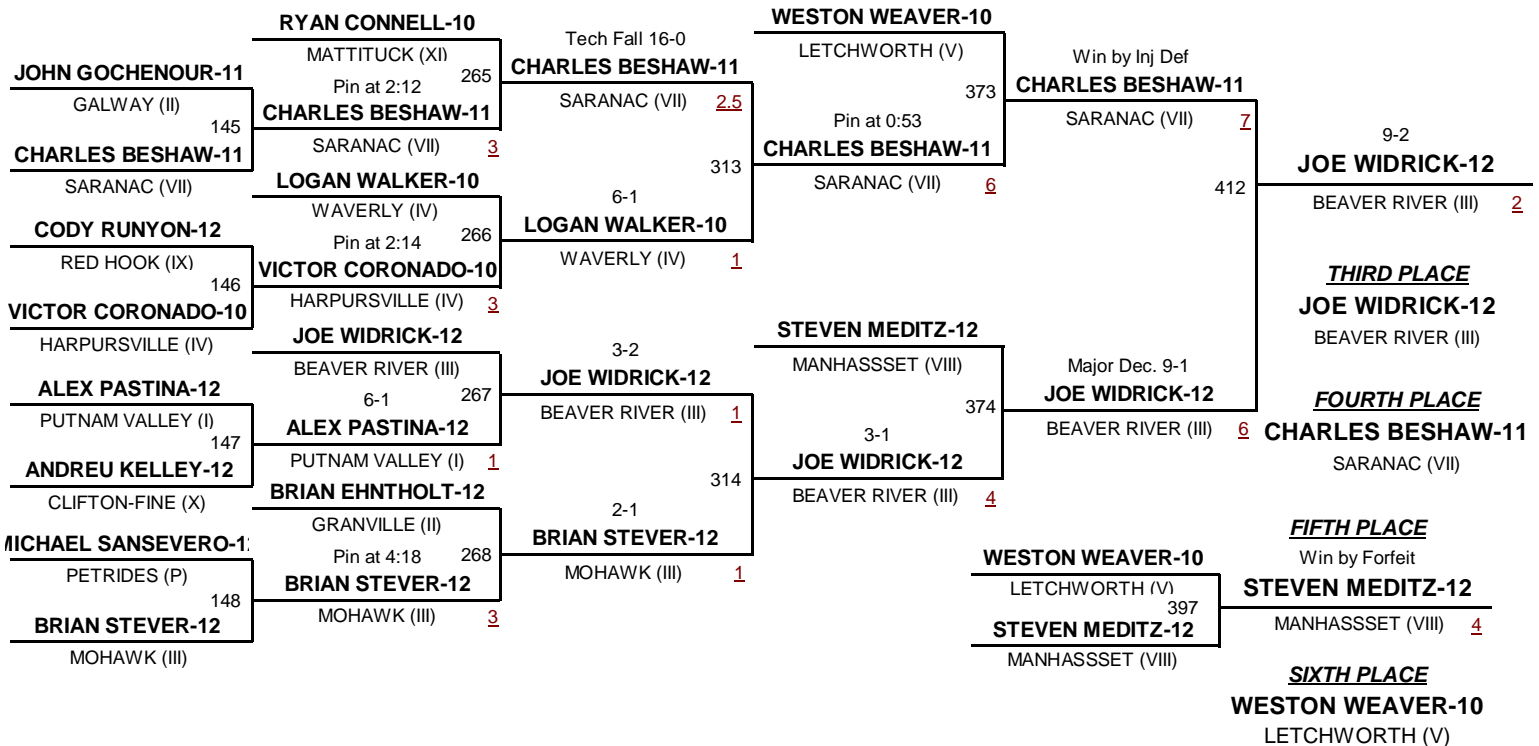 JOHN GOCHENOUR-11
GALWAY (II)
145
CHARLES BESHAW-11
SARANAC (VII)
CODY RUNYON-12
RED HOOK (IX)
146
VICTOR CORONADO-10
HARPURSVILLE (IV)
ALEX PASTINA-12
PUTNAM VALLEY (I)
147
ANDREU KELLEY-12
CLIFTON-FINE (X)
MICHAEL SANSEVERO-1
PETRIDES (P)
148
BRIAN STEVER-12
MOHAWK (III)
RYAN CONNELL-10
MATTITUCK (XI)
265
Pin at 2:12
CHARLES BESHAW-11
SARANAC (VII) 3
LOGAN WALKER-10
WAVERLY (IV)
266
Pin at 2:14
VICTOR CORONADO-10
HARPURSVILLE (IV) 3
JOE WIDRICK-12
BEAVER RIVER (III)
267
6-1
ALEX PASTINA-12
PUTNAM VALLEY (I) 1
BRIAN EHNTHOLT-12
GRANVILLE (II)
268
Pin at 4:18
BRIAN STEVER-12
MOHAWK (III) 3
Tech Fall 16-0
CHARLES BESHAW-11
SARANAC (VII) 2.5
313
6-1
LOGAN WALKER-10
WAVERLY (IV) 1
3-2
JOE WIDRICK-12
BEAVER RIVER (III) 1
314
2-1
BRIAN STEVER-12
MOHAWK (III) 1
WESTON WEAVER-10
LETCHWORTH (V)
373
Pin at 0:53
CHARLES BESHAW-11
SARANAC (VII) 6
STEVEN MEDITZ-12
MANHASSSET (VIII)
374
3-1
JOE WIDRICK-12
BEAVER RIVER (III) 4
Win by Inj Def
CHARLES BESHAW-11
SARANAC (VII) 7
412
Major Dec. 9-1
JOE WIDRICK-12
BEAVER RIVER (III) 6
9-2
JOE WIDRICK-12
BEAVER RIVER (III) 2
THIRD PLACE
JOE WIDRICK-12
BEAVER RIVER (III)
FOURTH PLACE
CHARLES BESHAW-11
SARANAC (VII)
WESTON WEAVER-10
LETCHWORTH (V)
397
STEVEN MEDITZ-12
MANHASSSET (VIII)
FIFTH PLACE
Win by Forfeit
STEVEN MEDITZ-12
MANHASSSET (VIII) 4
SIXTH PLACE
WESTON WEAVER-10
LETCHWORTH (V)